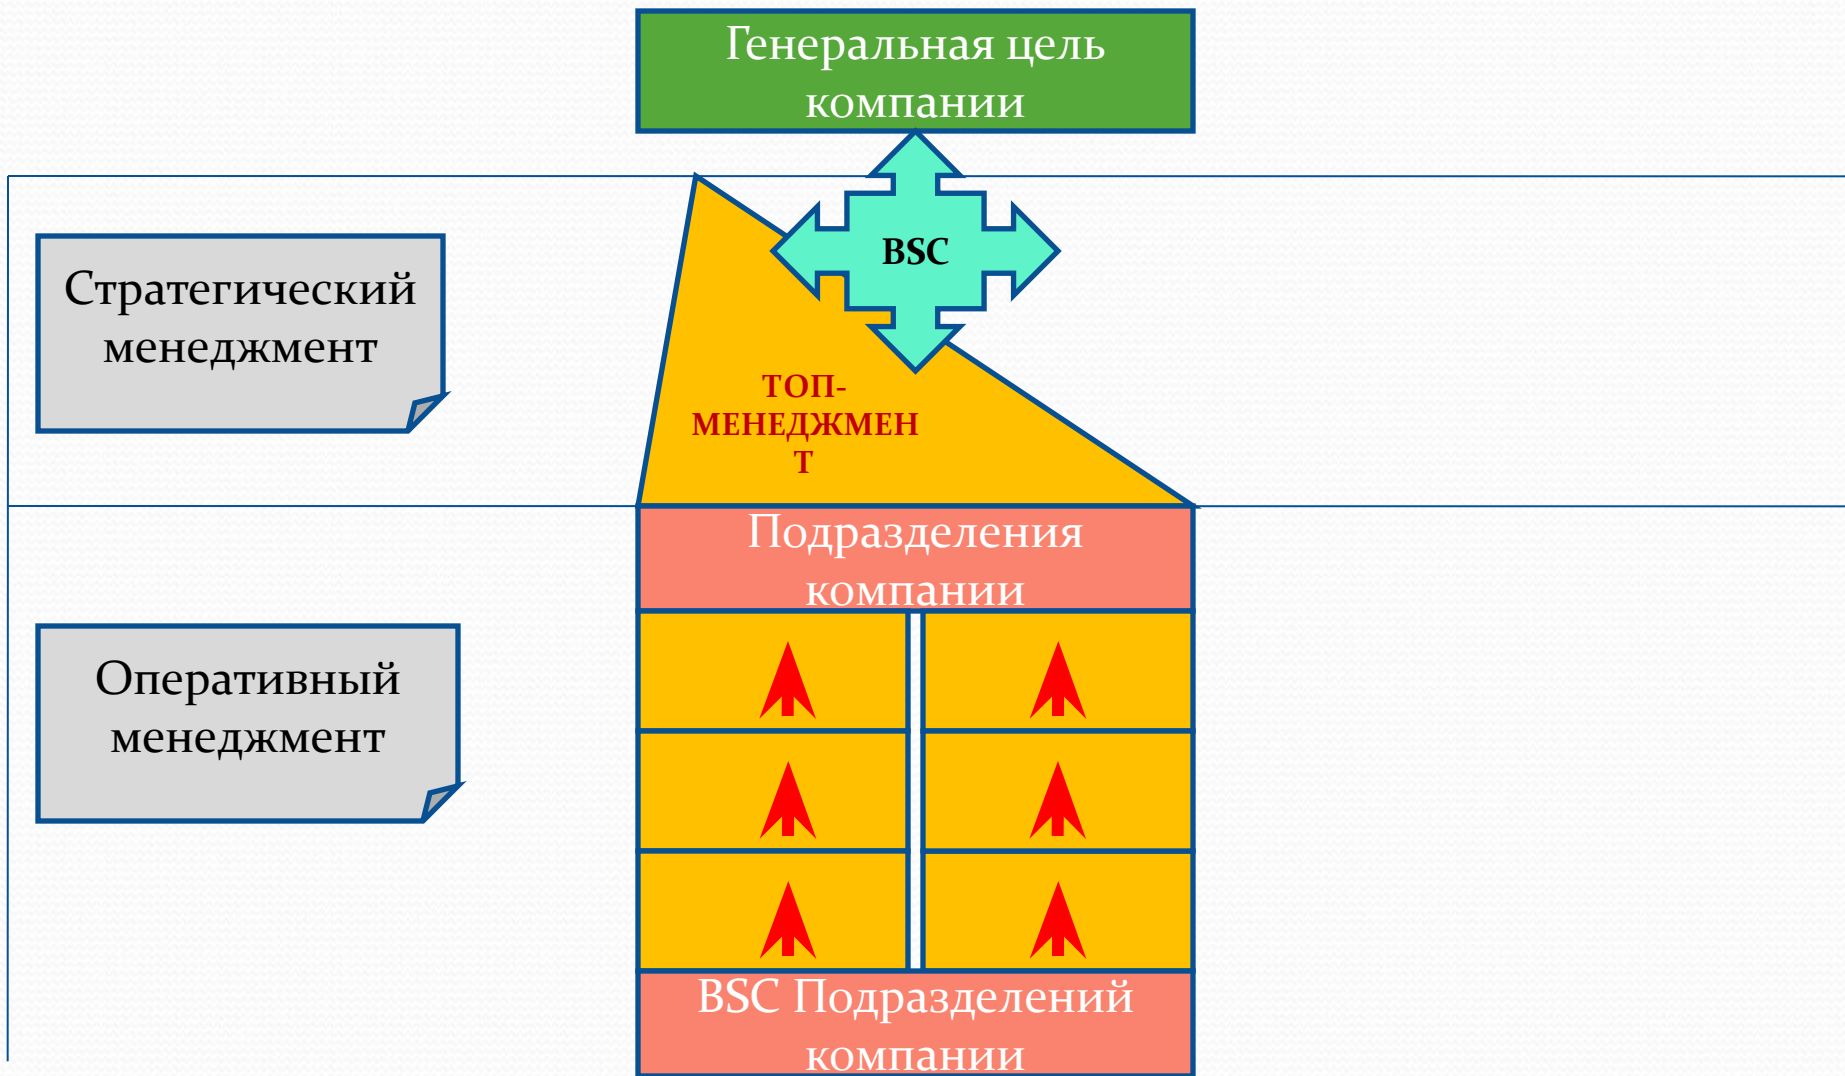 Генеральная цель
компании
BSC
Стратегический
менеджмент
ТОП-
МЕНЕДЖМЕН
Т
Подразделения
компании
Оперативный
менеджмент
BSC Подразделений
компании